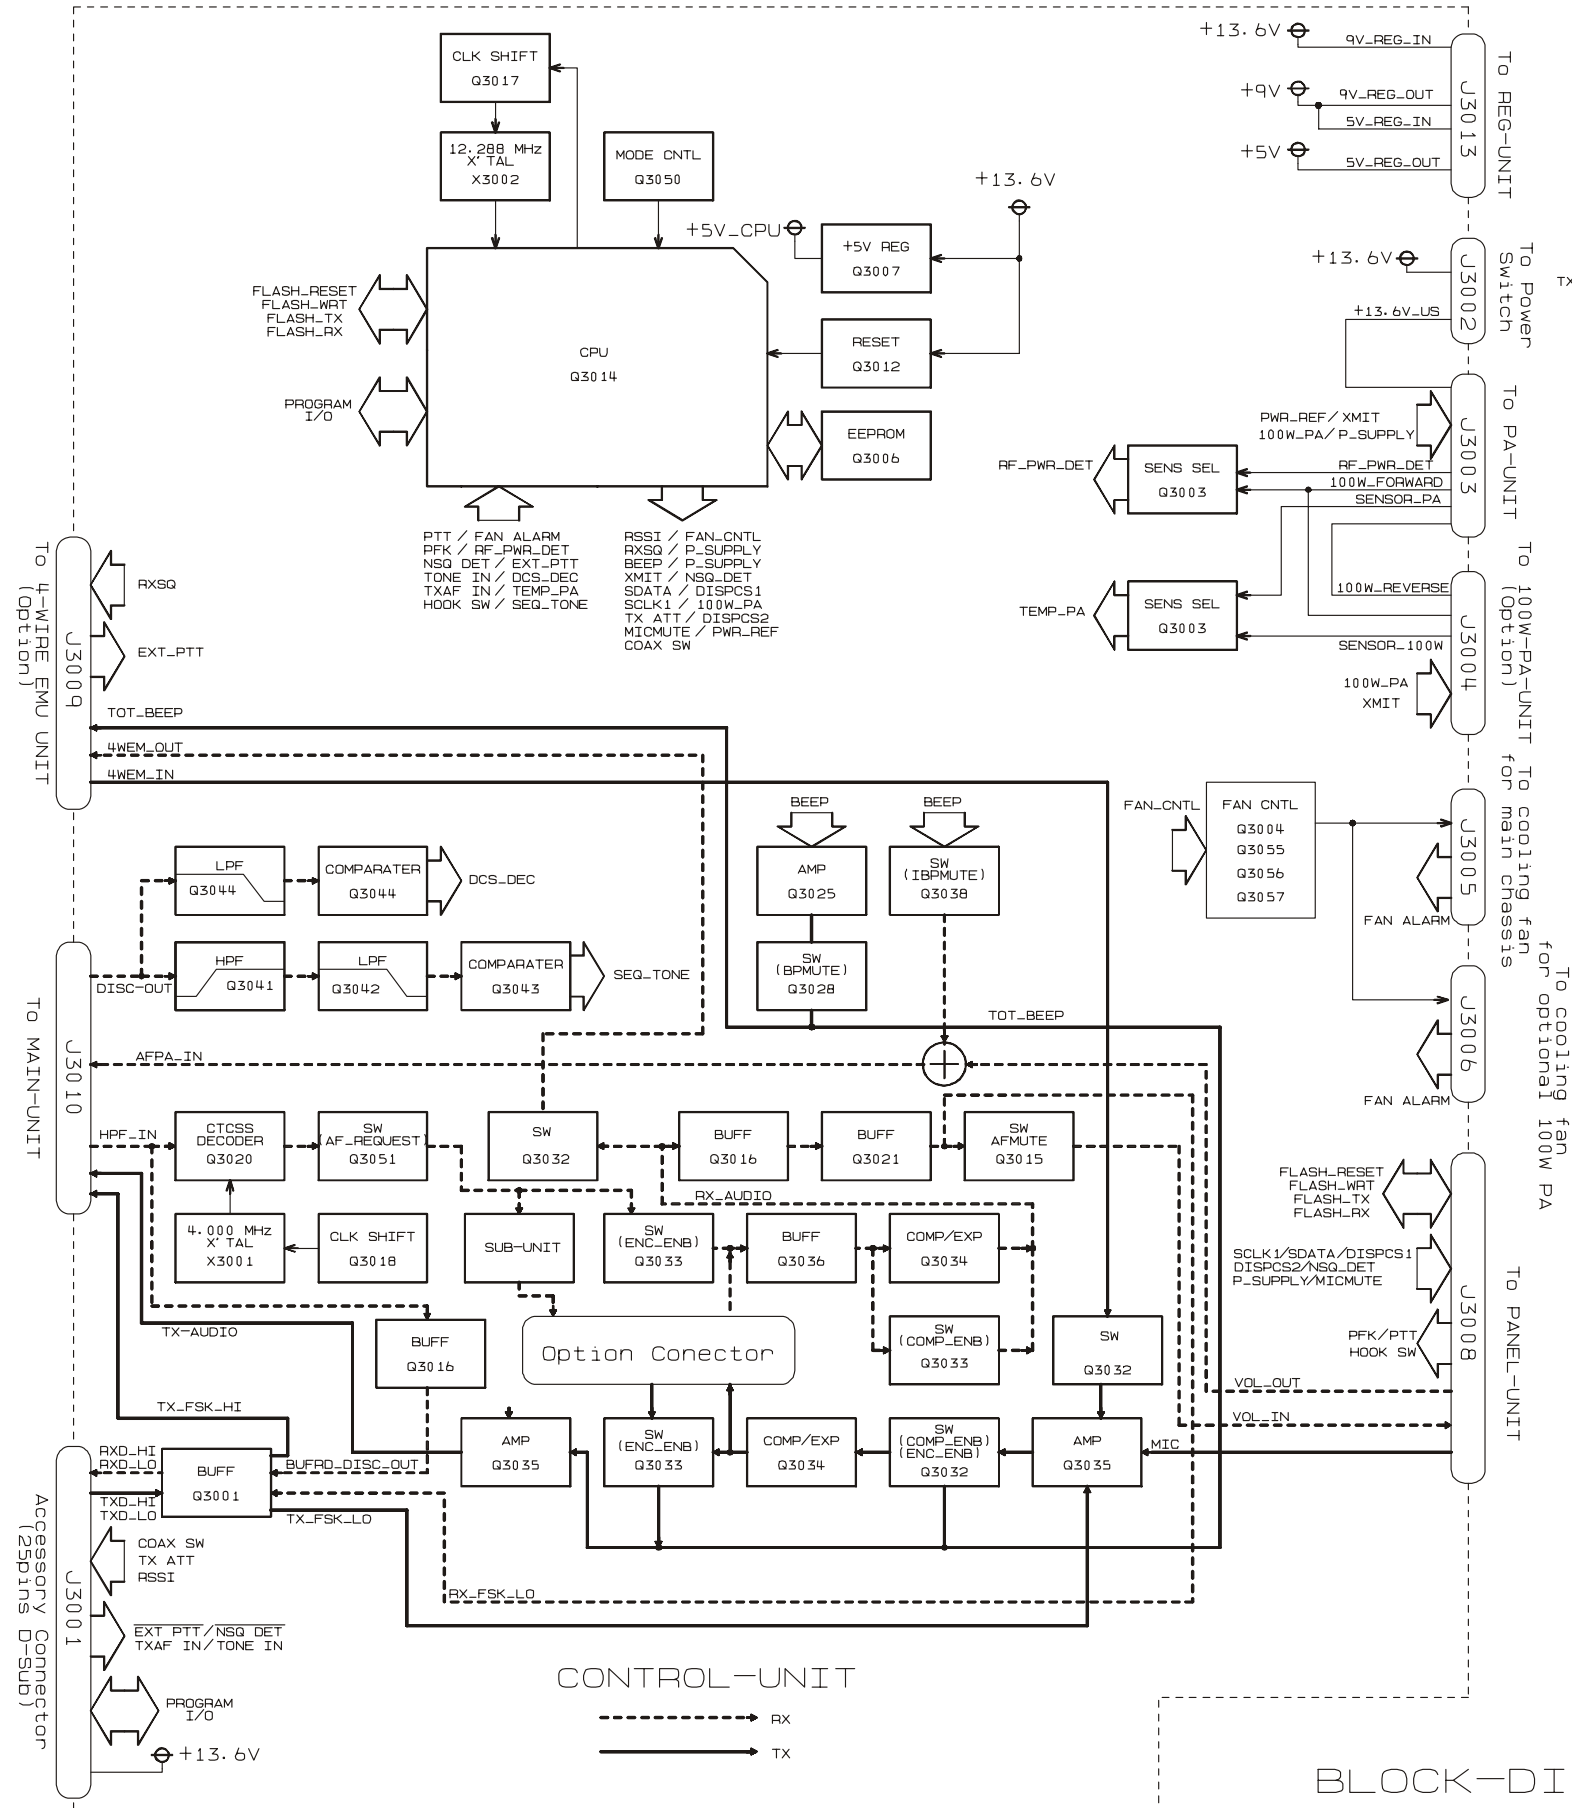 CLK SHIFT
Q3017
12.288 MHz
X'TAL
X3002
MODE CNTL
Q3050
+13.6V
+5V_CPU
+5V REG
Q3007
RESET
Q3012
CPU
Q3014
EEPROM
Q3006
FLASH_RESET
FLASH_WRT
FLASH_TX
FLASH_RX
PROGRAM
I/O
PTT / FAN ALARM
PFK / RF_PWR_DET
NSQ DET / EXT_PTT
TONE IN / DCS_DEC
TXAF IN / TEMP_PA
HOOK SW / SEQ_TONE
RSSI / FAN_CNTL
RXSQ / P_SUPPLY
BEEP / P_SUPPLY
XMIT / NSQ_DET
SDATA / DISPCS1
SCLK1 / 100W_PA
TX ATT / DISPCS2
MICMUTE / PWR_REF
COAX SW
+13.6V
9V_REG_IN
+9V
9V_REG_OUT
5V_REG_IN
+5V
5V_REG_OUT
J3013
To REG-UNIT
+13.6V
J3002
To Power
Switch
TX
+13.6V_US
PWR_REF/XMIT
100W_PA/P_SUPPLY
RF_PWR_DET
100W_FORWARD
SENSOR_PA
J3003
To PA-UNIT
RF_PWR_DET
SENS SEL
Q3003
TEMP_PA
SENS SEL
Q3003
100W_REVERSE
SENSOR_100W
100W_PA
XMIT
J3004
To 100W-PA-UNIT
(Option)
FAN_CNTL
FAN CNTL
Q3004
Q3055
Q3056
Q3057
J3005
FAN ALARM
To cooling fan
for main chassis
J3006
FAN ALARM
To cooling fan
for optional 100W PA
To 4-WIRE EMU UNIT
(Option)
J3009
RXSQ
EXT_PTT
TOT_BEEP
4WEM_OUT
4WEM_IN
LPF
Q3044
COMPARATER
Q3044
DCS_DEC
HPF
Q3041
LPF
Q3042
COMPARATER
Q3043
SEQ_TONE
DISC-OUT
BEEP
AMP
Q3025
SW
(BPMUTE)
Q3028
BEEP
SW
(IBPMUTE)
Q3038
TOT_BEEP
To MAIN-UNIT
J3010
AFPA_IN
HPF_IN
CTCSS
DECODER
Q3020
SW
(AF_REQUEST)
Q3051
SW
Q3032
BUFF
Q3016
BUFF
Q3021
SW
AFMUTE
Q3015
RX_AUDIO
4.000 MHz
X'TAL
X3001
CLK SHIFT
Q3018
SUB-UNIT
SW
(ENC_ENB)
Q3033
BUFF
Q3036
COMP/EXP
Q3034
SW
(COMP_ENB)
Q3033
SW
Q3032
TX-AUDIO
BUFF
Q3016
Option Conector
FLASH_RESET
FLASH_WRT
FLASH_TX
FLASH_RX
SCLK1/SDATA/DISPCS1
DISPCS2/NSQ_DET
P_SUPPLY/MICMUTE
PFK/PTT
HOOK SW
VOL_OUT
VOL_IN
MIC
J3008
To PANEL-UNIT
TX_FSK_HI
AMP
Q3035
SW
(ENC_ENB)
Q3033
COMP/EXP
Q3034
SW
(COMP_ENB)
(ENC_ENB)
Q3032
AMP
Q3035
RXD_HI
RXD_LO
TXD_HI
TXD_LO
BUFF
Q3001
BUFRD_DISC_OUT
TX_FSK_LO
RX_FSK_LO
Accessory Connector
(25pins D-Sub)
J3001
COAX SW
TX ATT
RSSI
EXT PTT/NSQ DET
TXAF IN/TONE IN
PROGRAM
I/O
+13.6V
CONTROL-UNIT
RX
TX
BLOCK-DI